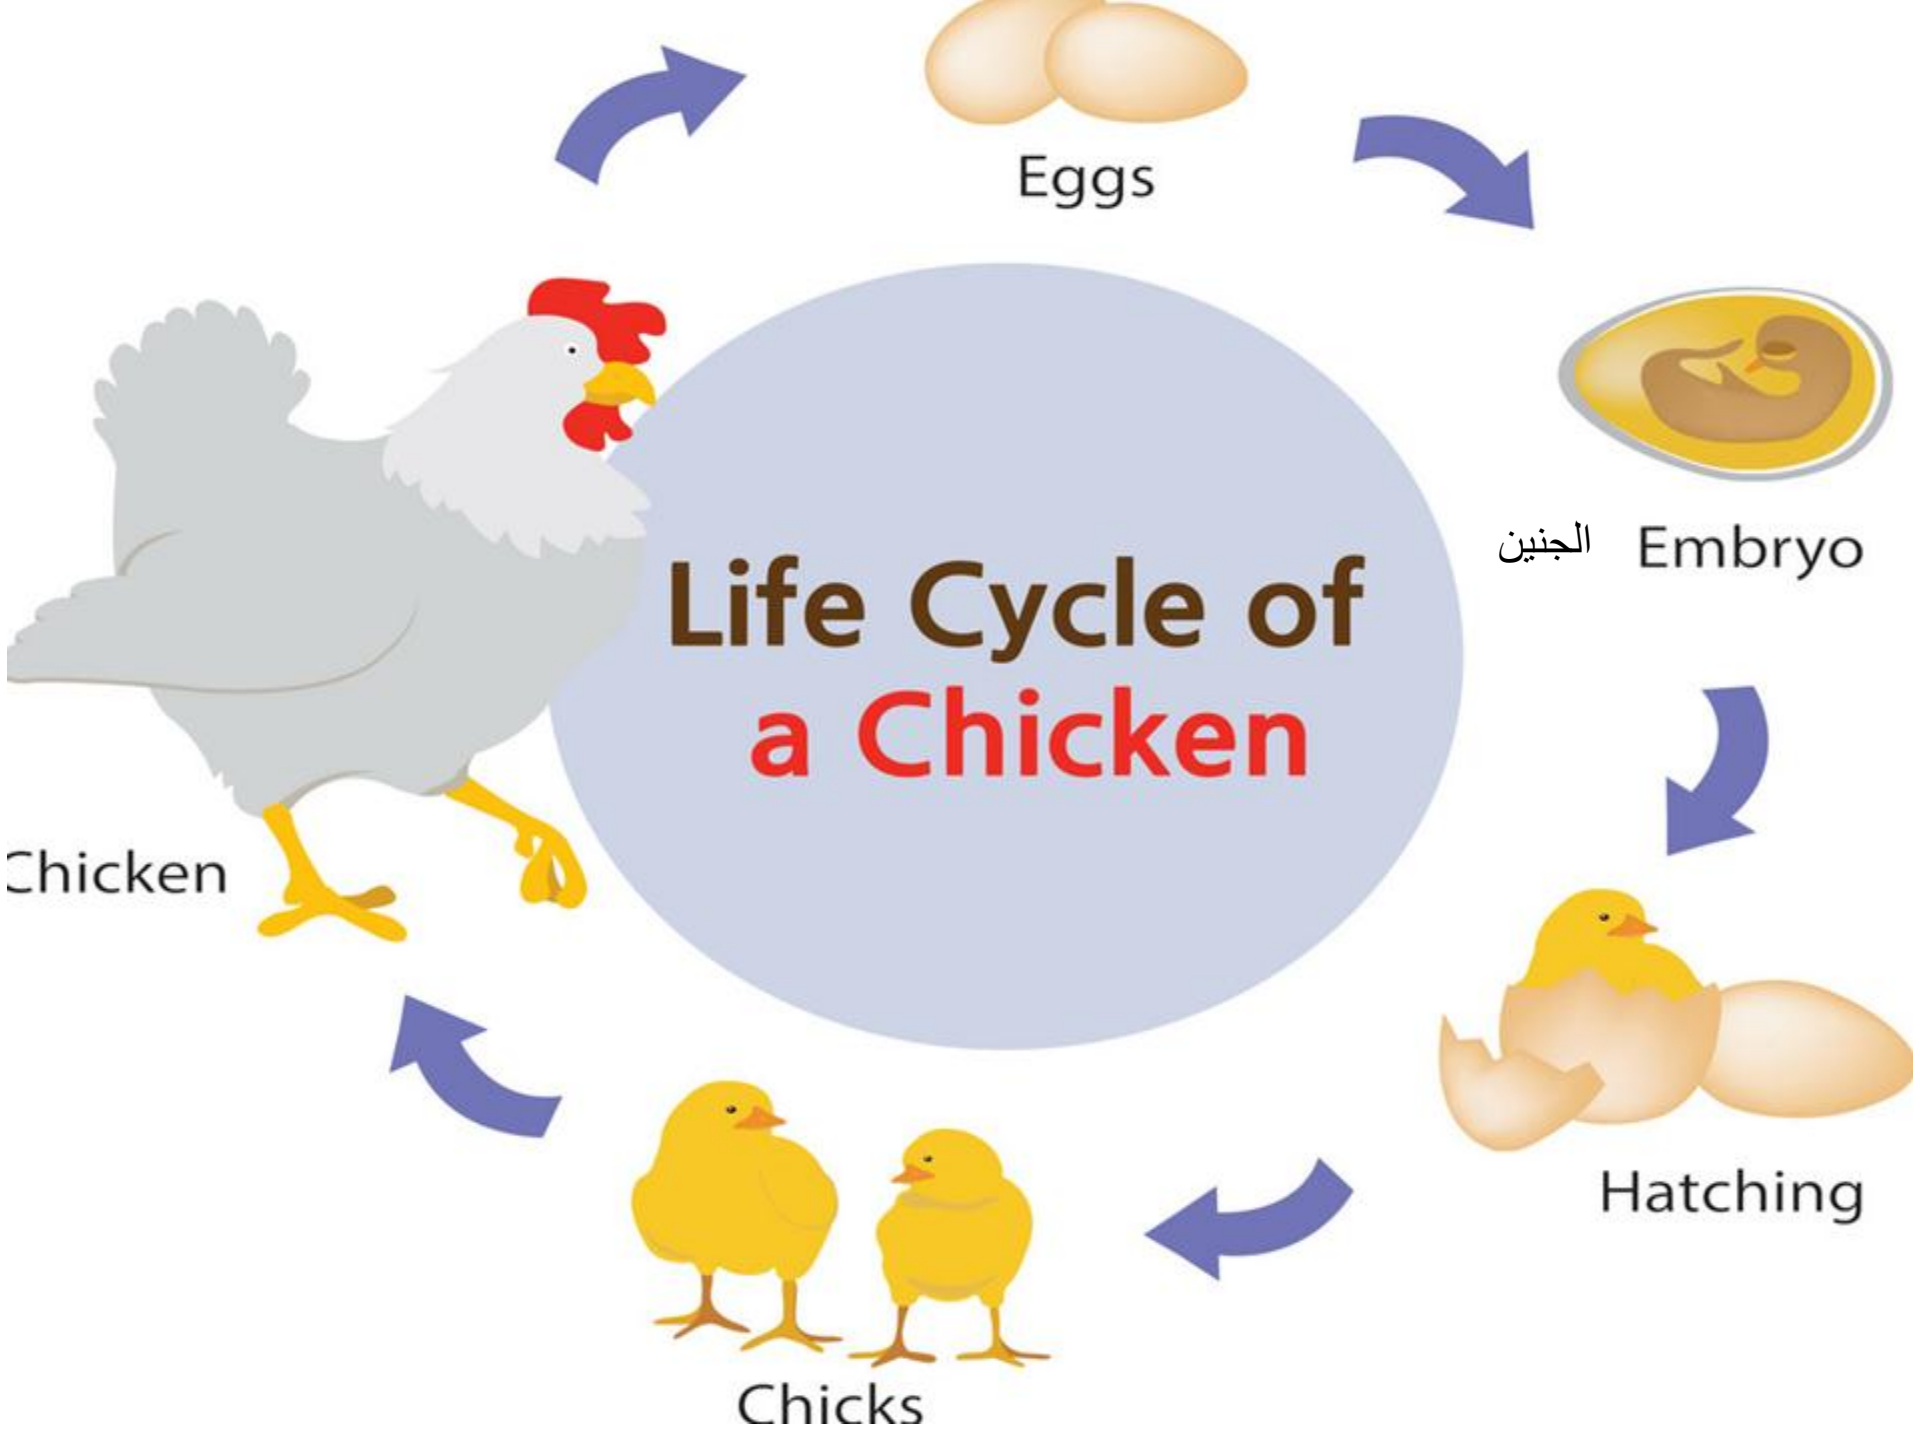 Eggs
الجنين Embryo
Life Cycle of
a Chicken
Chicken
Hatching
Chicks